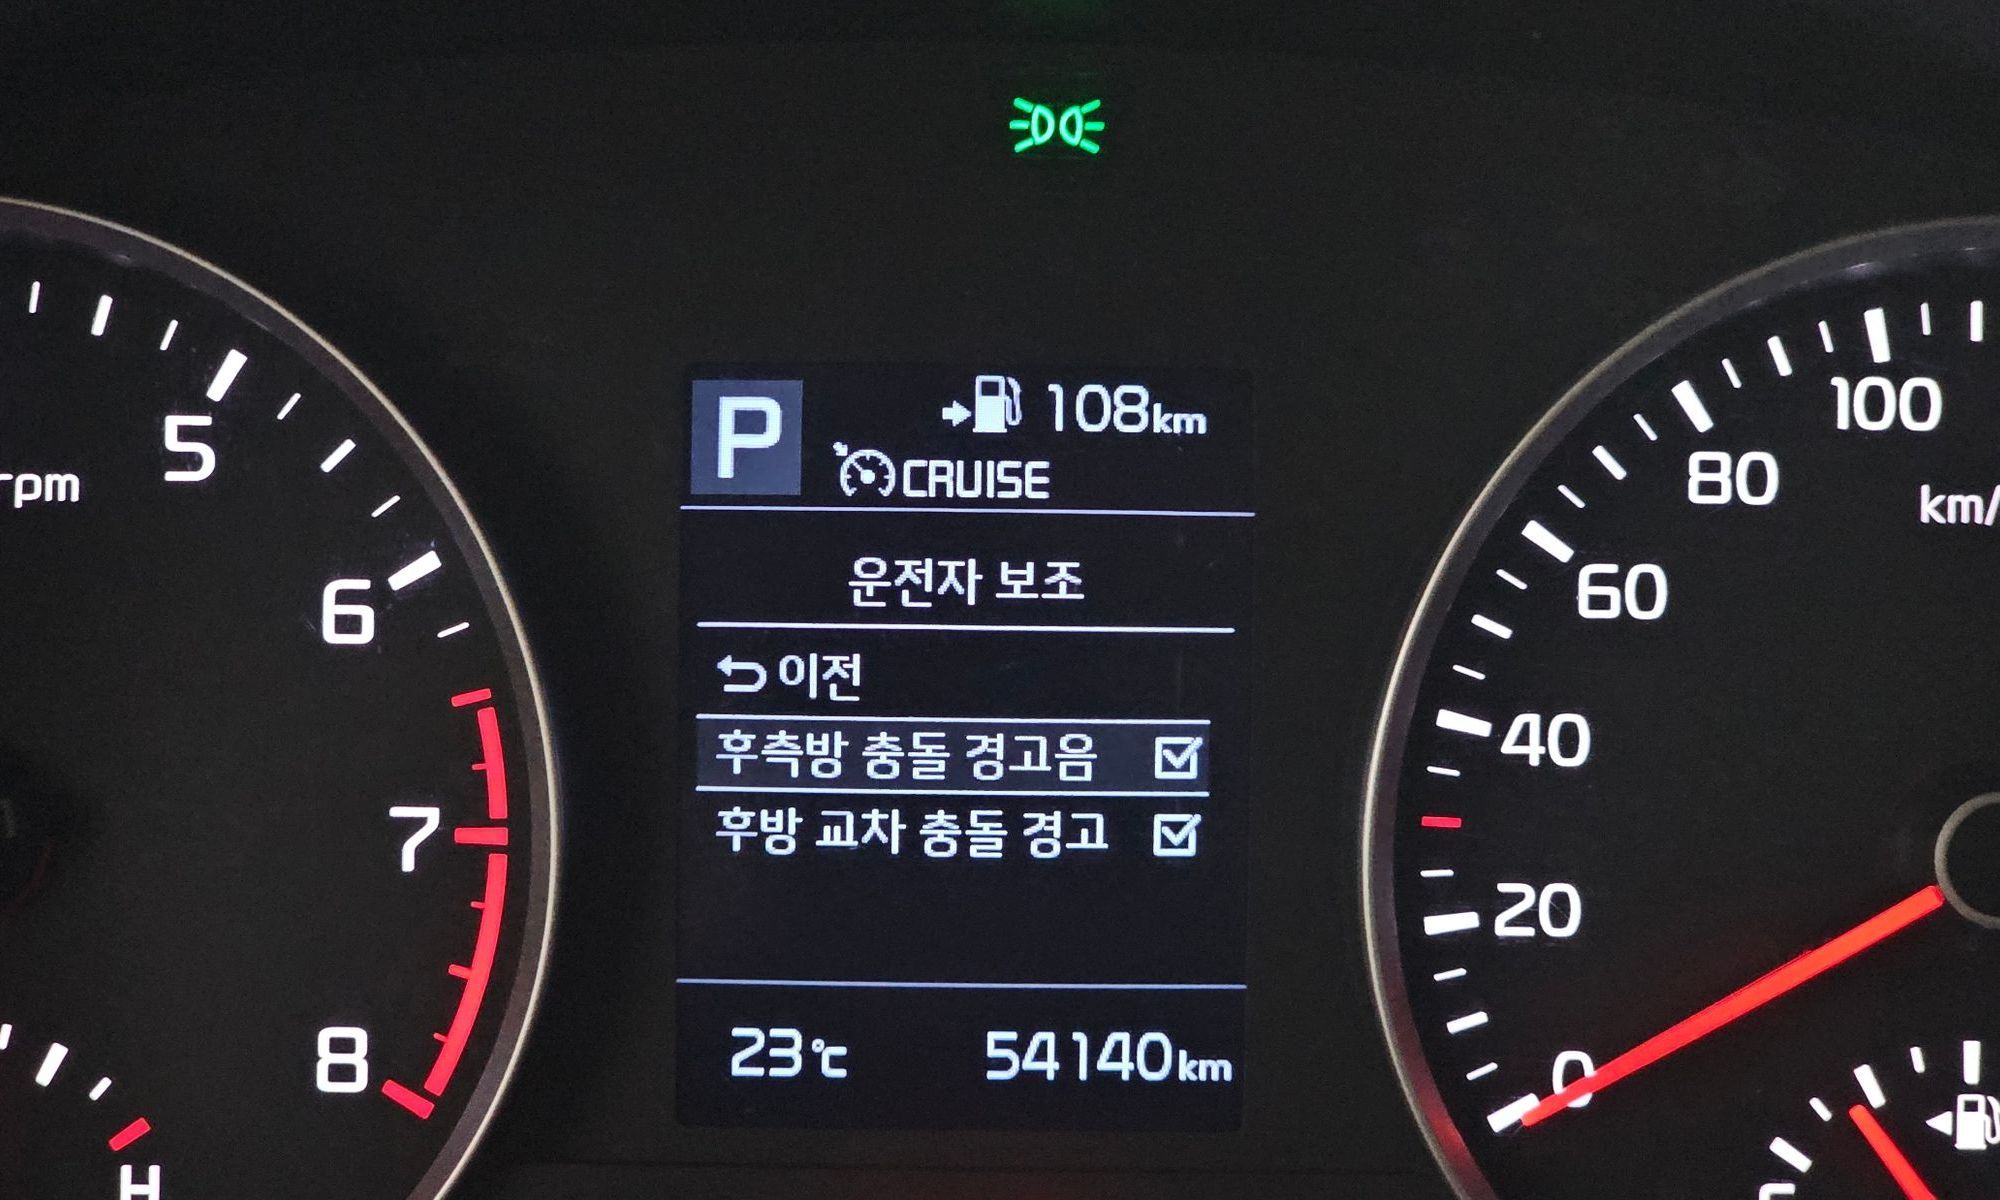 P
108km
CRUISE
운전자 보조
이전
후측방 충돌 경고음
후방 교차 충돌 경고
23℃
54140km
5
6
7
8
rpm
H
100
80
60
40
20
0
km/